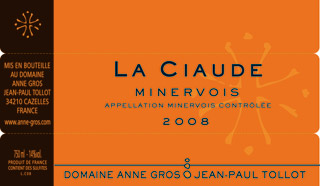 MIS EN BOUTEILLE
AU DOMAINE
ANNE GROS
JEAN-PAUL TOLLOT
34210 CAZELLES
FRANCE
www.anne-gros.com
750 ml - 14%vol.
PRODUIT DE FRANCE
CONTIENT DES SULFITES
LA CIAUDE
MINERVOIS
APPELLATION MINERVOIS CONTRÔLÉE
2008
DOMAINE ANNE GROS JEAN-PAUL TOLLOT